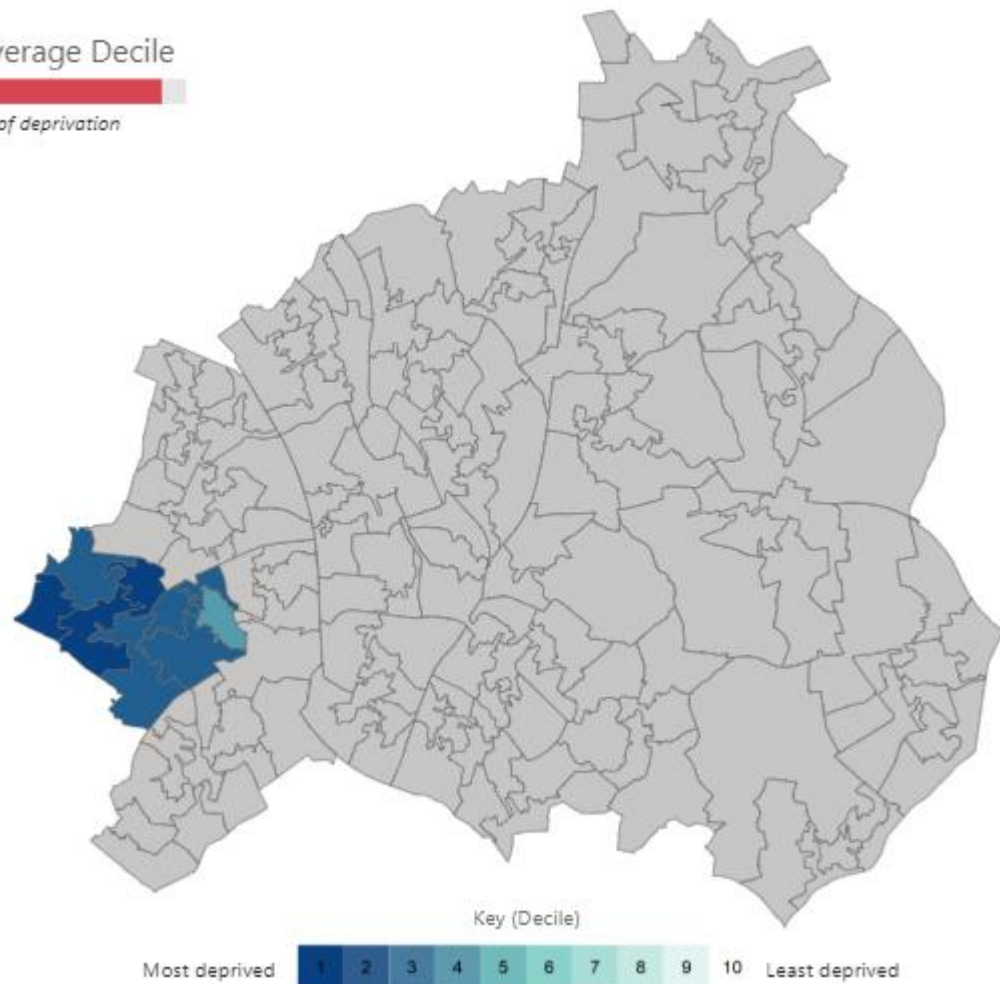 verage Decile
of deprivation
Key (Decile)
Most deprived 1 2 3 4 5 6 7 8 9 10 Least deprived